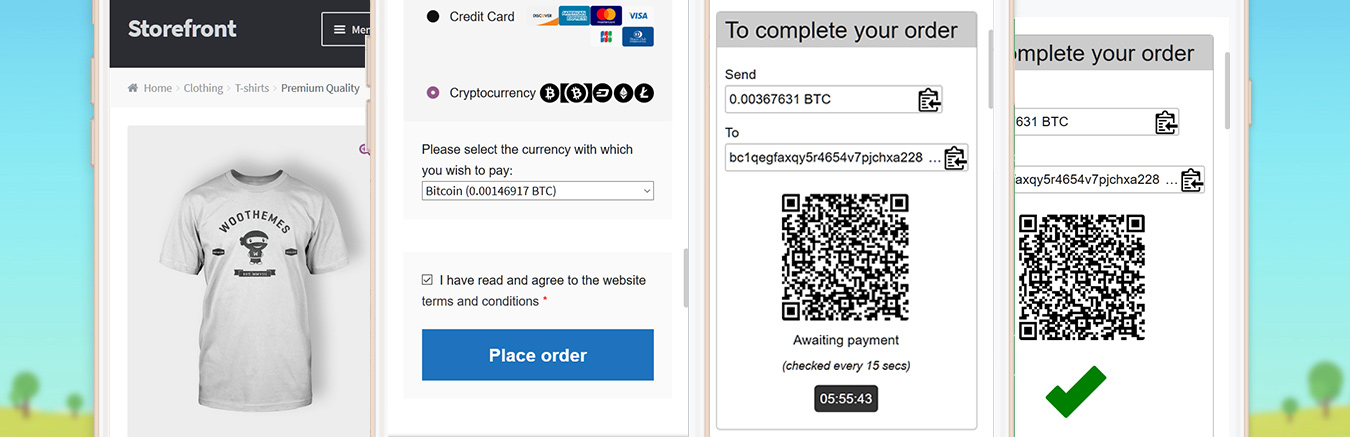 Storefront
Home > Clothing > T-shirts > Premium Quality
WOOTHEMES
Credit Card
DISCOVER
AMERICAN EXPRESS
VISA
JCB
Cryptocurrency
Please select the currency with which
you wish to pay:
Bitcoin (0.00146917 BTC)
I have read and agree to the website
terms and conditions *
Place order
To complete your order
Send
0.00367631 BTC
To
bc1qegfaxqy5r4654v7pjchxa228 ...
Awaiting payment
(checked every 15 secs)
05:55:43
mplete your order
631 BTC
axqy5r4654v7pjchxa228 ...